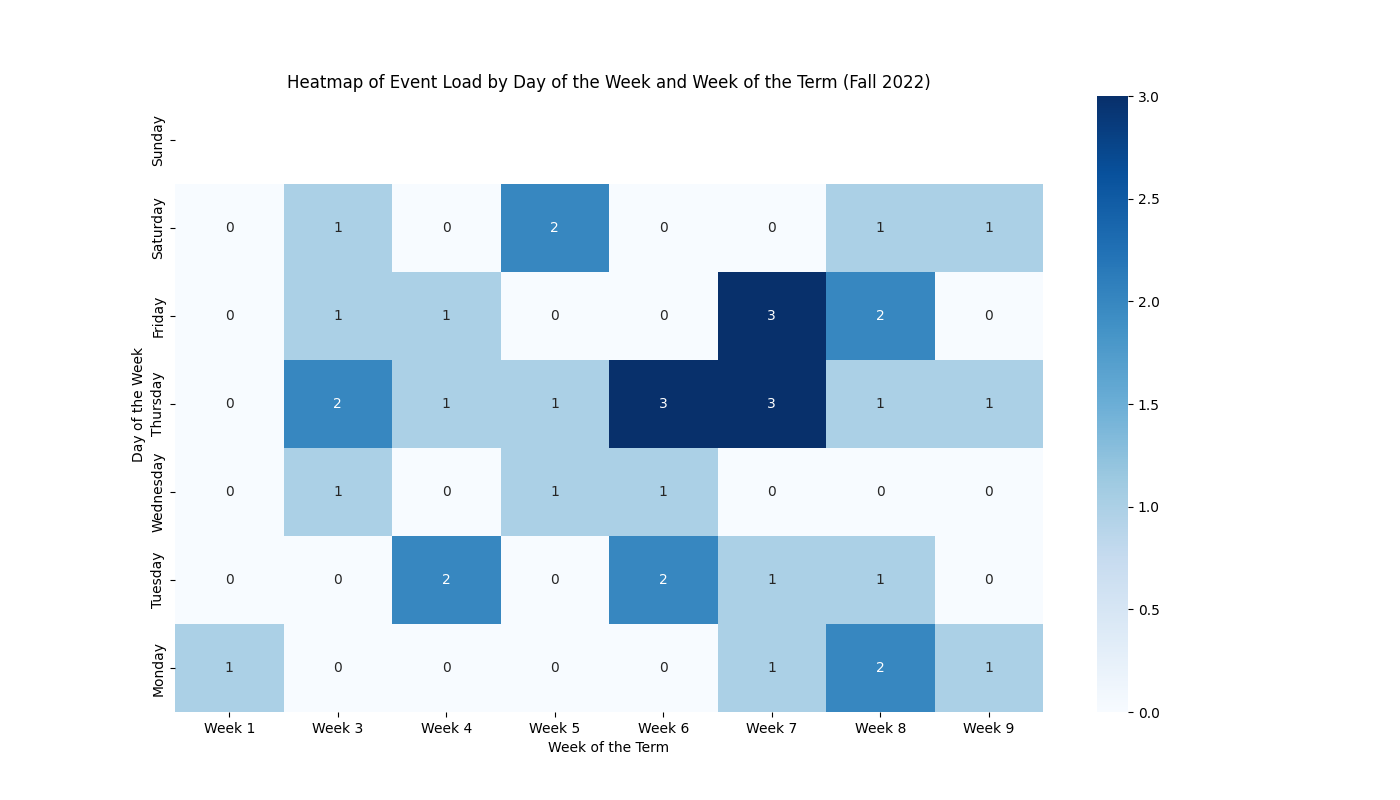 Heatmap of Event Load by Day of the Week and Week of the Term (Fall 2022)
Day of the Week
Sunday
Saturday 0 1 0 2 0 0 1 1
Friday 0 1 1 0 0 3 2 0
Thursday 0 2 1 1 3 3 1 1
Wednesday 0 1 0 1 1 0 0 0
Tuesday 0 0 2 0 2 1 1 0
Monday 1 0 0 0 0 1 2 1
Week 1 Week 3 Week 4 Week 5 Week 6 Week 7 Week 8 Week 9
Week of the Term
3.0
2.5
2.0
1.5
1.0
0.5
0.0